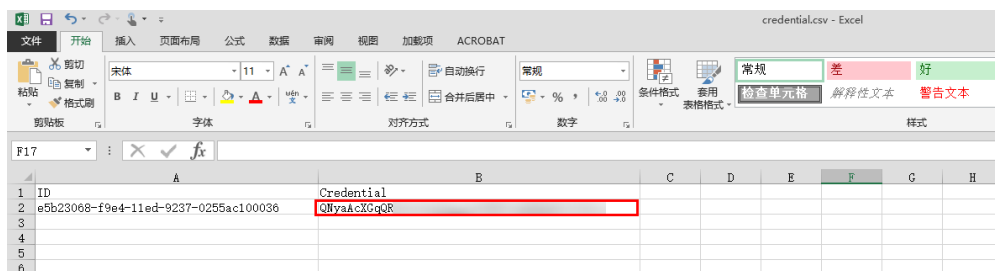 credential.csv - Excel
文件 开始 插入 页面布局 公式 数据 审阅 视图 加载项 ACROBAT
粘贴
剪切
复制
格式刷
剪贴板
宋体 11 A A
B I U A wén 文
字体
自动换行
合并后居中
对齐方式
常规
% ,
数字
条件格式
套用
表格格式
常规 差 好
检查单元格 解释性文本 警告文本
样式
F17 fx
A B C D E F G H
1 ID Credential
2 e5b23068-f9e4-11ed-9237-0255ac100036 QNyaAcXGqQR
3
4
5
6